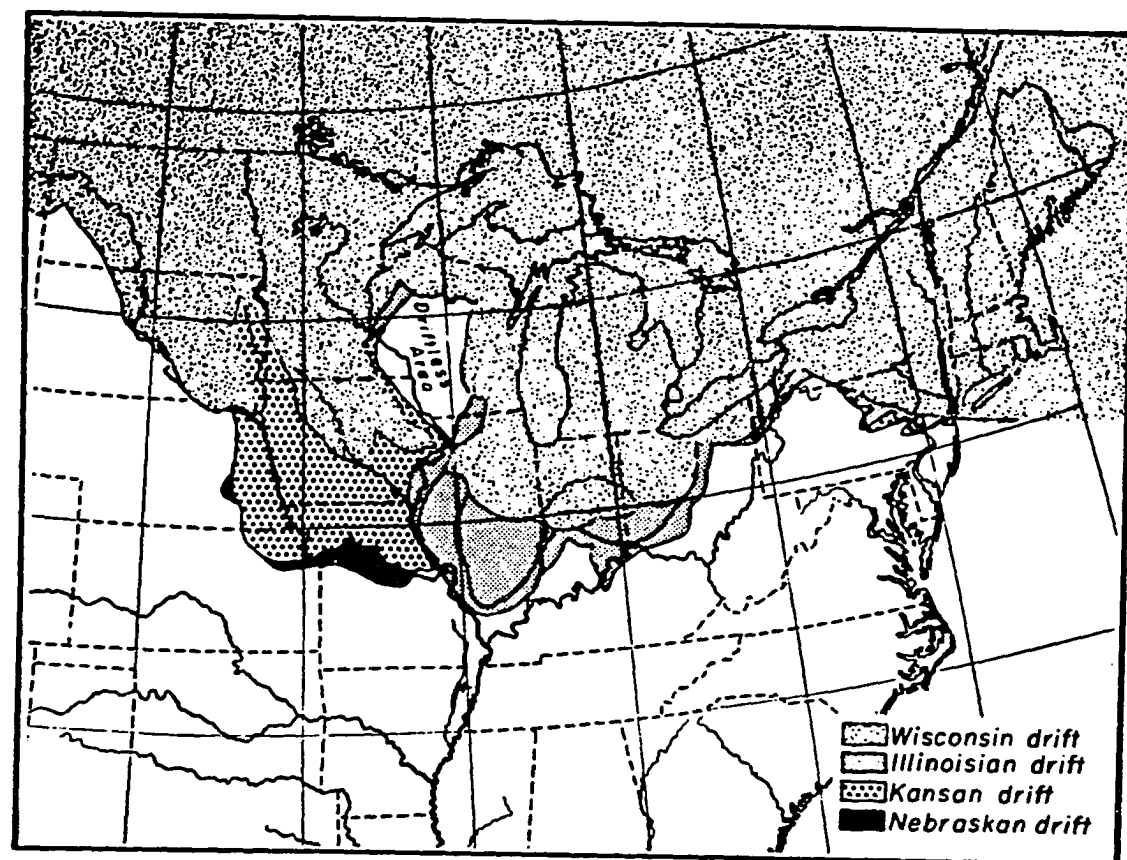 Driftless
Area
Wisconsin drift
Illinoisian drift
Kansan drift
Nebraskan drift